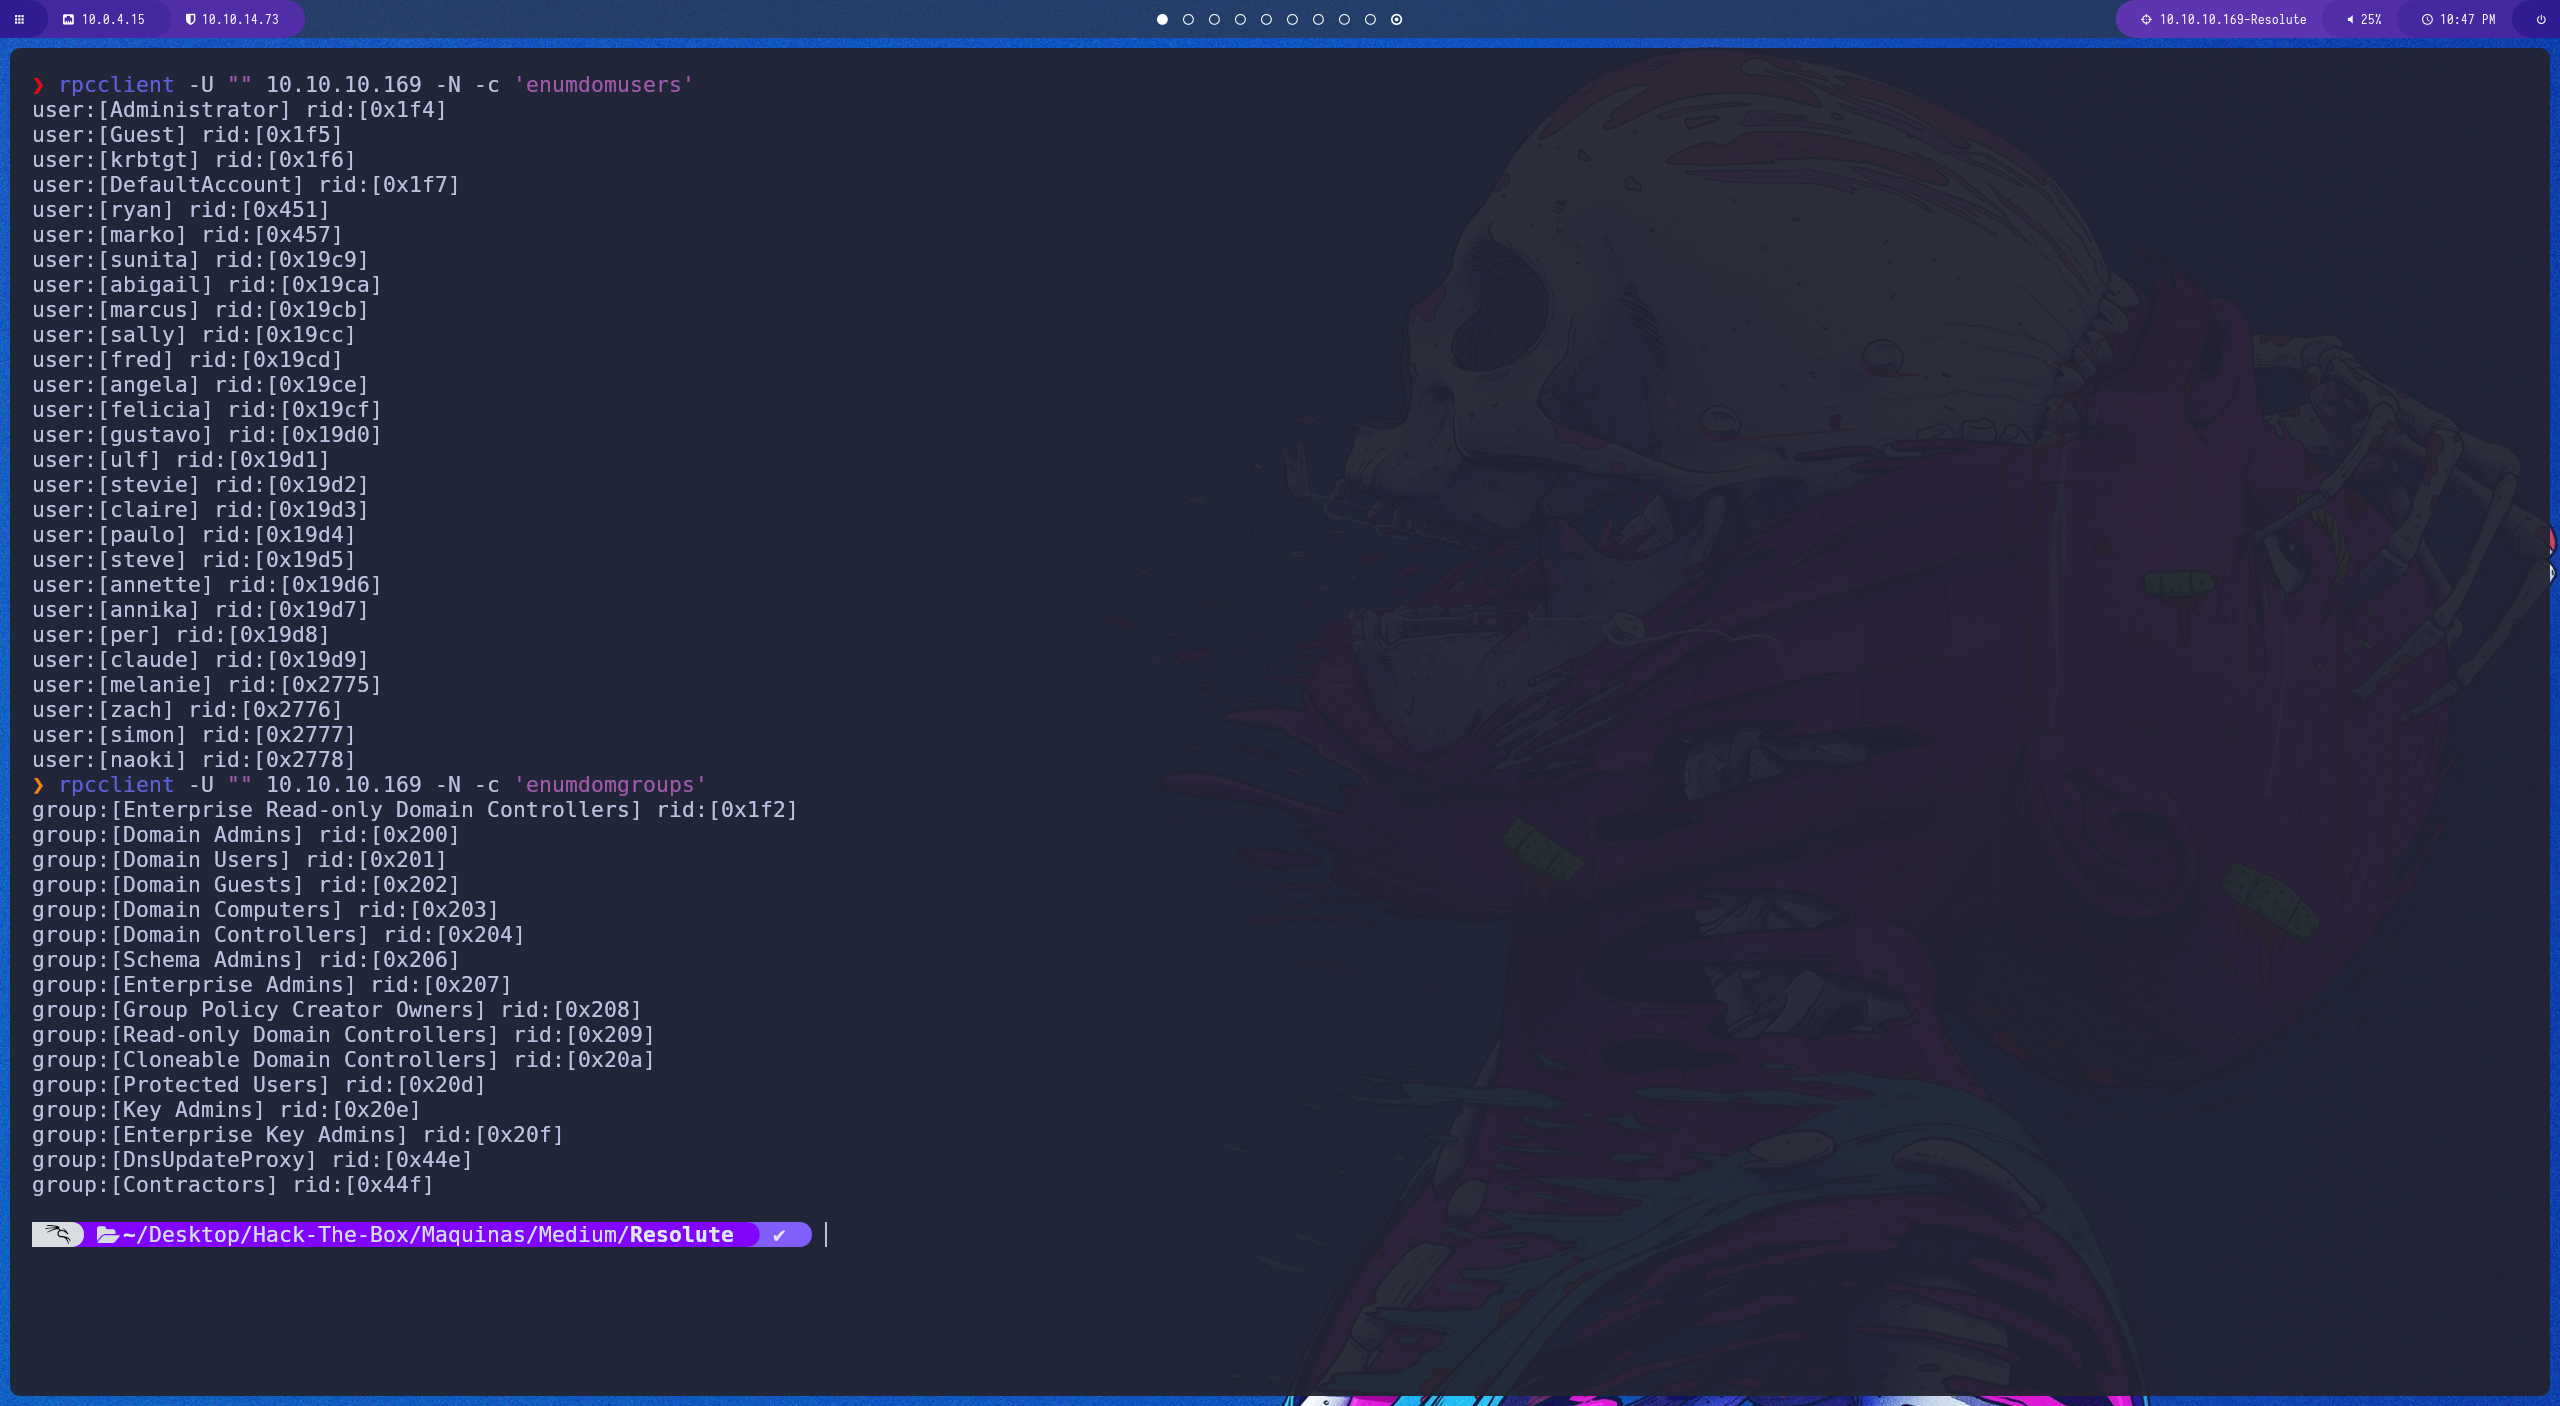 10.0.4.15 10.10.14.73 10.10.10.169-Resolute 25% 10:47 PM
❯ rpcclient -U "" 10.10.10.169 -N -c 'enumdomusers'
user:[Administrator] rid:[0x1f4]
user:[Guest] rid:[0x1f5]
user:[krbtgt] rid:[0x1f6]
user:[DefaultAccount] rid:[0x1f7]
user:[ryan] rid:[0x451]
user:[marko] rid:[0x457]
user:[sunita] rid:[0x19c9]
user:[abigail] rid:[0x19ca]
user:[marcus] rid:[0x19cb]
user:[sally] rid:[0x19cc]
user:[fred] rid:[0x19cd]
user:[angela] rid:[0x19ce]
user:[felicia] rid:[0x19cf]
user:[gustavo] rid:[0x19d0]
user:[ulf] rid:[0x19d1]
user:[stevie] rid:[0x19d2]
user:[claire] rid:[0x19d3]
user:[paulo] rid:[0x19d4]
user:[steve] rid:[0x19d5]
user:[annette] rid:[0x19d6]
user:[annika] rid:[0x19d7]
user:[per] rid:[0x19d8]
user:[claude] rid:[0x19d9]
user:[melanie] rid:[0x2775]
user:[zach] rid:[0x2776]
user:[simon] rid:[0x2777]
user:[naoki] rid:[0x2778]
❯ rpcclient -U "" 10.10.10.169 -N -c 'enumdomgroups'
group:[Enterprise Read-only Domain Controllers] rid:[0x1f2]
group:[Domain Admins] rid:[0x200]
group:[Domain Users] rid:[0x201]
group:[Domain Guests] rid:[0x202]
group:[Domain Computers] rid:[0x203]
group:[Domain Controllers] rid:[0x204]
group:[Schema Admins] rid:[0x206]
group:[Enterprise Admins] rid:[0x207]
group:[Group Policy Creator Owners] rid:[0x208]
group:[Read-only Domain Controllers] rid:[0x209]
group:[Cloneable Domain Controllers] rid:[0x20a]
group:[Protected Users] rid:[0x20d]
group:[Key Admins] rid:[0x20e]
group:[Enterprise Key Admins] rid:[0x20f]
group:[DnsUpdateProxy] rid:[0x44e]
group:[Contractors] rid:[0x44f]
~/Desktop/Hack-The-Box/Maquinas/Medium/Resolute ✔